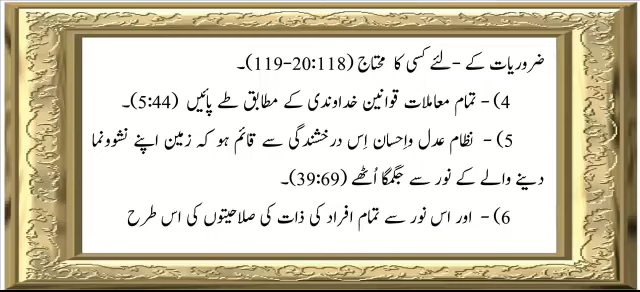 ضروریات کے -لئے کسی کا محتاج (20:118-119)۔
4) - تمام معاملات قوانین خداوندی کے مطابق طے پائیں (5:44)۔
5) - نظام عدل واحسان اِس درخشندگی سے قائم ہو کہ زمین اپنے نشوونما
دینے والے کے نور سے جگمگا اُٹھے (39:69)۔
6) - اور اس نور سے تمام افراد کی ذات کی صلاحیتوں کی اس طرح